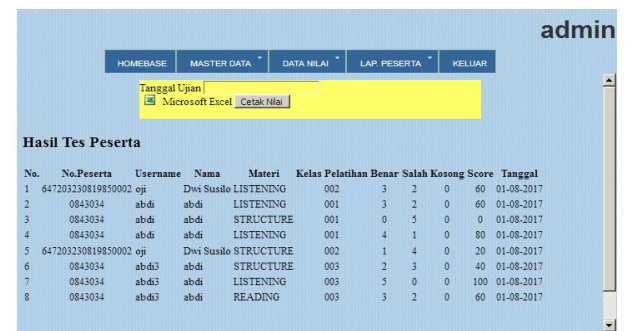 admin
HOMEBASE MASTER DATA DATA NILAI LAP. PESERTA KELUAR
Tanggal Ujian
Microsoft Excel Cetak Nilai
Hasil Tes Peserta
No. No.Peserta Username Nama Materi Kelas Pelatihan Benar Salah Kosong Score Tanggal
1 647203230819850002 oji Dwi Susilo LISTENING 002 3 2 0 60 01-08-2017
2 0843034 abdi abdi LISTENING 001 3 2 0 60 01-08-2017
3 0843034 abdi abdi STRUCTURE 001 0 5 0 0 01-08-2017
4 0843034 abdi abdi LISTENING 001 4 1 0 80 01-08-2017
5 647203230819850002 oji Dwi Susilo STRUCTURE 002 1 4 0 20 01-08-2017
6 0843034 abdi3 abdi STRUCTURE 003 2 3 0 40 01-08-2017
7 0843034 abdi3 abdi LISTENING 003 5 0 0 100 01-08-2017
8 0843034 abdi3 abdi READING 003 3 2 0 60 01-08-2017